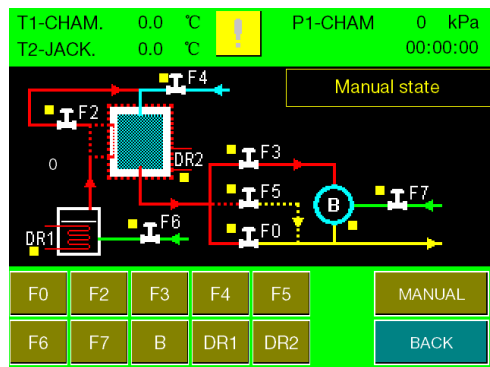 T1-CHAM. 0.0 ℃ ! P1-CHAM 0 kPa
T2-JACK. 0.0 ℃ 00:00:00
F4
Manual state
F2
0
DR2
F3
F5
B
F7
F6
F0
DR1
F0 F2 F3 F4 F5 MANUAL
F6 F7 B DR1 DR2 BACK